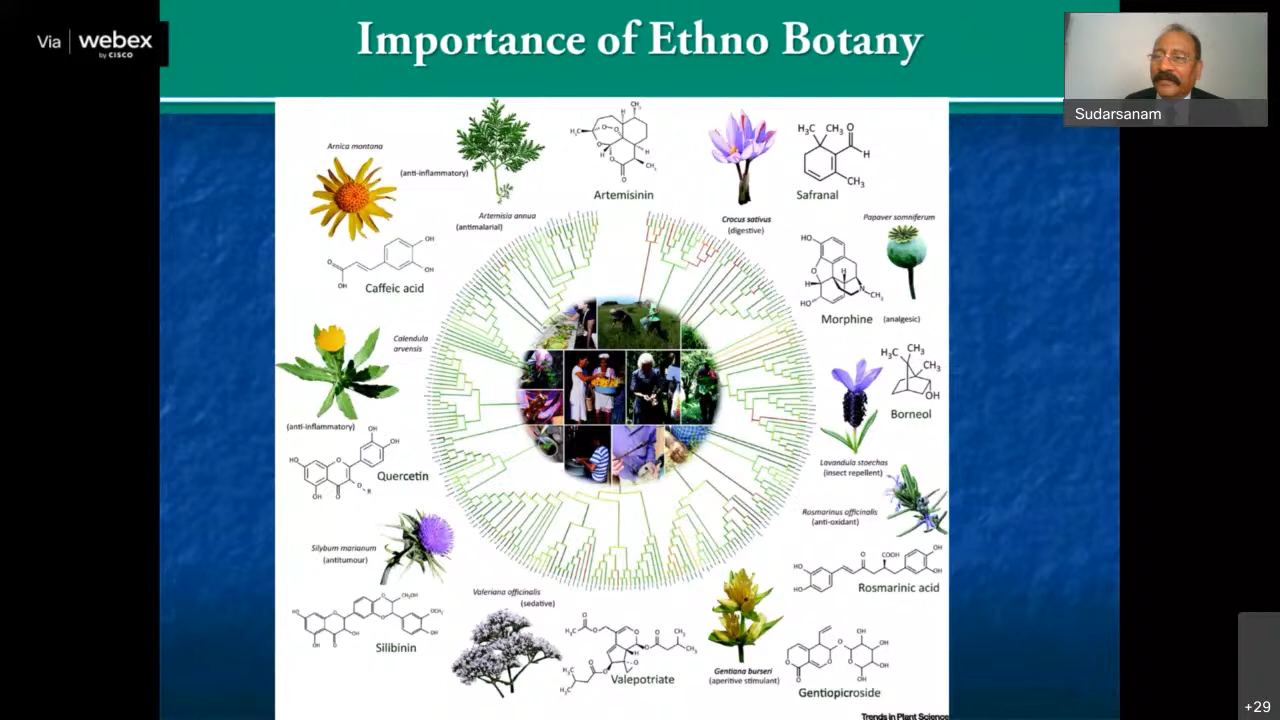 Via | webex
by CISCO
Importance of Ethno Botany
Sudarsanam
Arnica montana
(anti-inflammatory)
Caffeic acid
Artemisia annua
(antimalarial)
Artemisinin
Crocus sativus
(digestive)
Safranal
Papaver somniferum
Morphine
(analgesic)
Calendula
arvensis
(anti-inflammatory)
Quercetin
Borneol
Lavandula stoechas
(insect repellent)
Rosmarinus officinalis
(anti-oxidant)
Rosmarinic acid
Silybum marianum
(antitumour)
Silibinin
Valeriana officinalis
(sedative)
Valepotriate
Gentiana burseri
(aperitive stimulant)
Gentiopicroside
Trends in Plant Science
+29